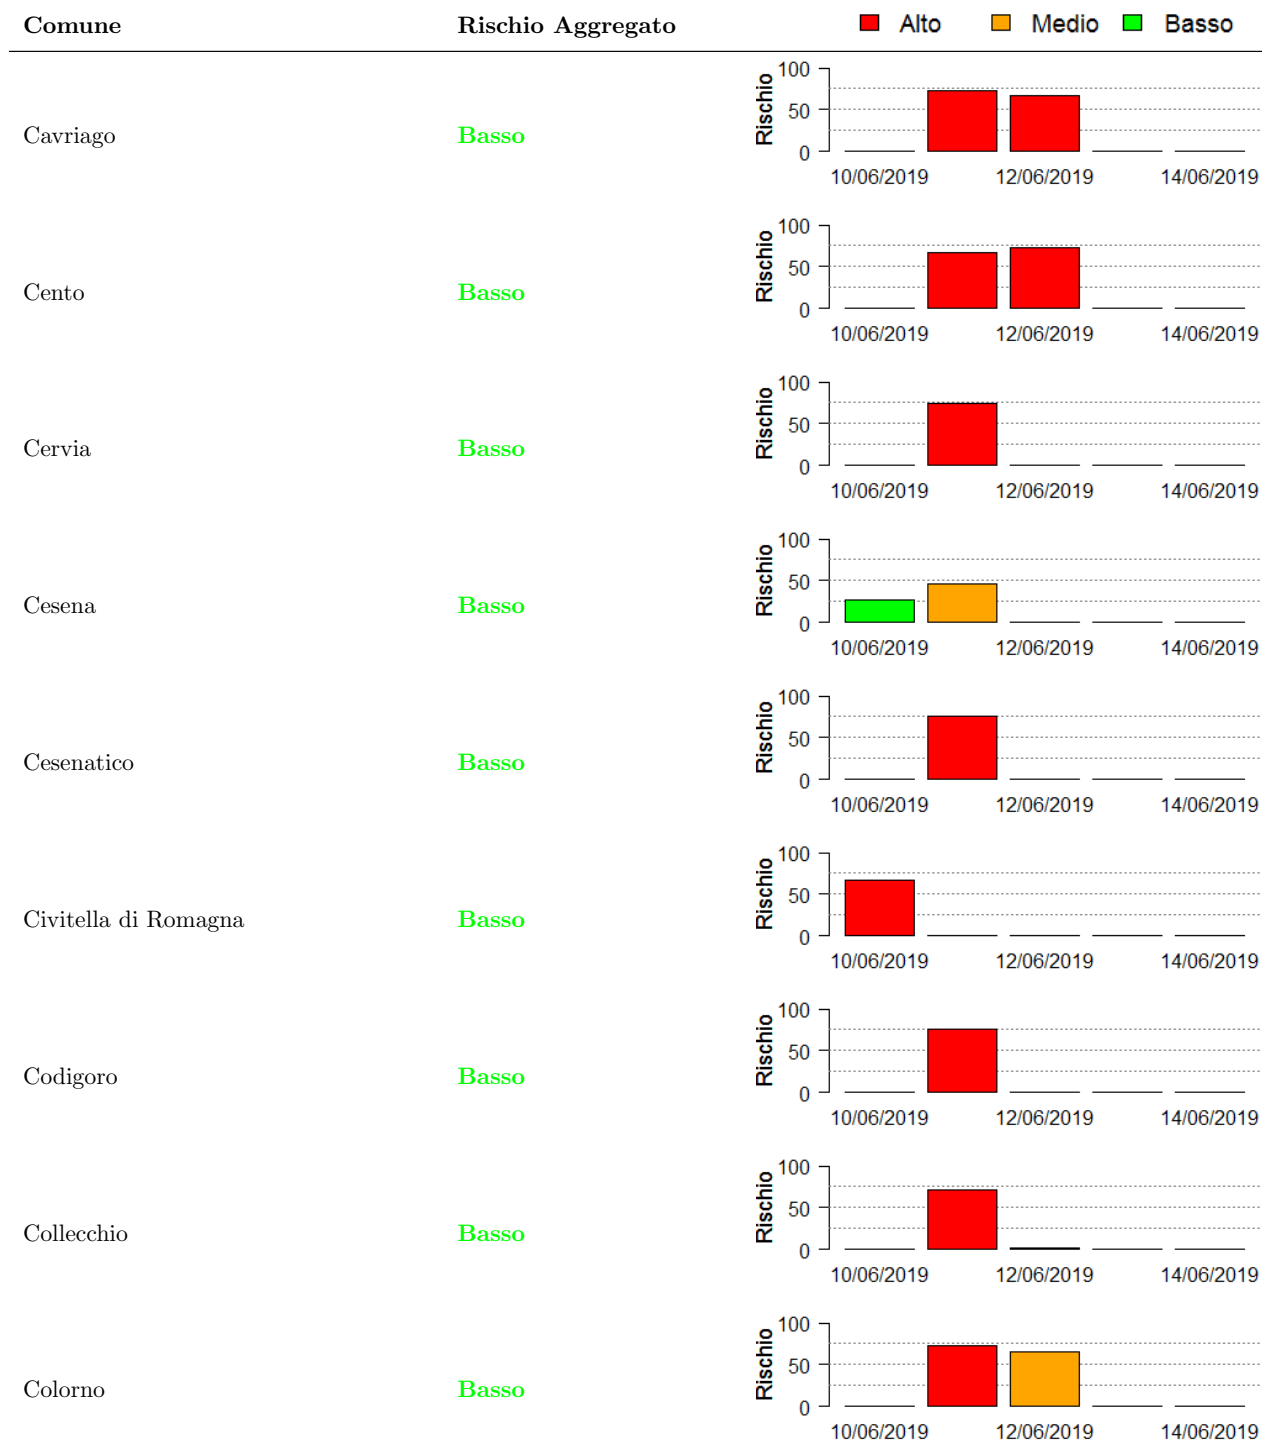 Comune Rischio Aggregato Alto Medio Basso
Cavriago Basso Rischio 100 50 0
10/06/2019 12/06/2019 14/06/2019
Cento Basso Rischio 100 50 0
10/06/2019 12/06/2019 14/06/2019
Cervia Basso Rischio 100 50 0
10/06/2019 12/06/2019 14/06/2019
Cesena Basso Rischio 100 50 0
10/06/2019 12/06/2019 14/06/2019
Cesenatico Basso Rischio 100 50 0
10/06/2019 12/06/2019 14/06/2019
Civitella di Romagna Basso Rischio 100 50 0
10/06/2019 12/06/2019 14/06/2019
Codigoro Basso Rischio 100 50 0
10/06/2019 12/06/2019 14/06/2019
Collecchio Basso Rischio 100 50 0
10/06/2019 12/06/2019 14/06/2019
Colorno Basso Rischio 100 50 0
10/06/2019 12/06/2019 14/06/2019